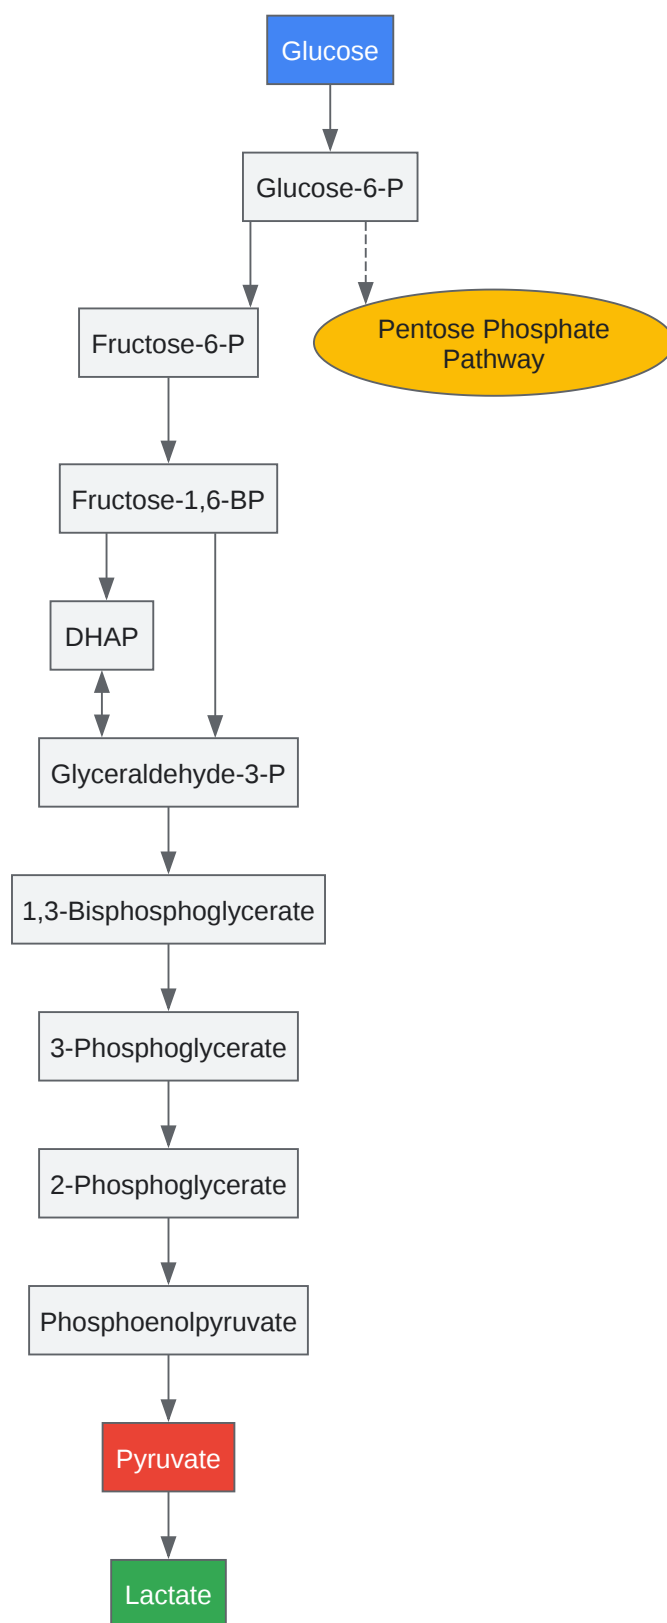 Glucose
Glucose-6-P
Fructose-6-P
Pentose Phosphate
Pathway
Fructose-1,6-BP
DHAP
Glyceraldehyde-3-P
1,3-Bisphosphoglycerate
3-Phosphoglycerate
2-Phosphoglycerate
Phosphoenolpyruvate
Pyruvate
Lactate